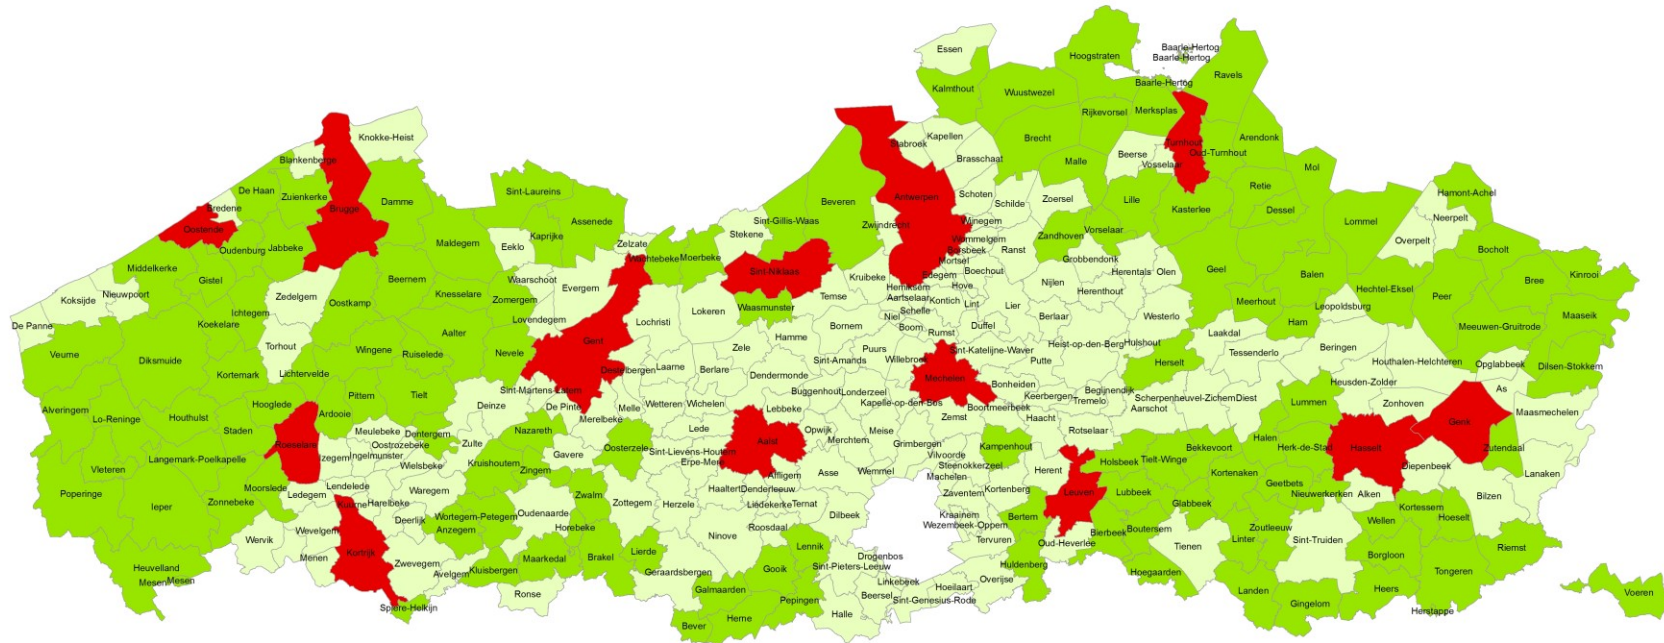 Essen
Hoogstraten
Baarle-Hertog
Baarle-Hertog
Baarle-Hertog
Ravels
Kalmthout
Wuustwezel
Rijkevorsel
Merksplas
Knokke-Heist
Stabroek
Kapellen
Brasschaat
Brecht
Malle
Beerse
Vosselaar
Turnhout
Oud-Turnhout
Arendonk
Mol
Blankenberge
De Haan
Zuienkerke
Brugge
Damme
Bredene
Oostende
Oudenburg
Jabbeke
Sint-Laureins
Assenede
Kaprijke
Maldegem
Eeklo
Zelzate
Wachtebeke
Moerbeke
Stekene
Sint-Gillis-Waas
Beveren
Zwijndrecht
Antwerpen
Schoten
Schilde
Zoersel
Wijnegem
Wommelgem
Borsbeek
Mortsel
Ranst
Zandhoven
Vorselaar
Lille
Kasterlee
Retie
Dessel
Lommel
Hamont-Achel
Neerpelt
Overpelt
Bocholt
Bree
Kinrooi
Middelkerke
Gistel
Koksijde
Nieuwpoort
De Panne
Zedelgem
Ichtegem
Koekelare
Oostkamp
Beernem
Knesselare
Zomergem
Waarschoot
Evergem
Lovendegem
Sint-Niklaas
Waasmunster
Temse
Kruibeke
Edegem
Hemiksem
Aartselaar
Schelle
Niel
Boom
Kontich
Hove
Boechout
Lint
Lier
Nijlen
Grobbendonk
Herentals
Olen
Herenthout
Geel
Balen
Meerhout
Ham
Leopoldsburg
Hechtel-Eksel
Peer
Meeuwen-Gruitrode
Maaseik
Veurne
Diksmuide
Kortemark
Torhout
Lichtervelde
Wingene
Ruiselede
Aalter
Nevele
Gent
Lochristi
Lokeren
Zele
Hamme
Bornem
Puurs
Sint-Amands
Willebroek
Rumst
Duffel
Sint-Katelijne-Waver
Berlaar
Heist-op-den-Berg
Hulshout
Westerlo
Putte
Herselt
Laakdal
Tessenderlo
Beringen
Houthalen-Helchteren
Opglabbeek
Dilsen-Stokkem
Alveringem
Lo-Reninge
Houthulst
Staden
Hooglede
Ardooie
Pittem
Tielt
Destelbergen
Laarne
Berlare
Dendermonde
Buggenhout
Londerzeel
Kapelle-op-den-Bos
Mechelen
Bonheiden
Boortmeerbeek
Keerbergen
Tremelo
Begijnendijk
Scherpenheuvel-Zichem
Aarschot
Diest
Lummen
Heusden-Zolder
Zonhoven
Genk
As
Maasmechelen
Sint-Martens-Latem
De Pinte
Deinze
Merelbeke
Melle
Wetteren
Wichelen
Lede
Lebbeke
Aalst
Opwijk
Merchtem
Meise
Grimbergen
Zemst
Haacht
Rotselaar
Vleteren
Langemark-Poelkapelle
Poperinge
Ieper
Zonnebeke
Moorslede
Roeselare
Izegem
Ingelmunster
Meulebeke
Oostrozebeke
Dentergem
Wielsbeke
Zulte
Kruishoutem
Nazareth
Gavere
Zingem
Oosterzele
Sint-Lievens-Houtem
Erpe-Mere
Haaltert
Denderleeuw
Affligem
Asse
Wemmel
Vilvoorde
Steenokkerzeel
Machelen
Kampenhout
Herent
Holsbeek
Tielt-Winge
Bekkevoort
Halen
Herk-de-Stad
Hasselt
Diepenbeek
Zutendaal
Lanaken
Ledegem
Lendelede
Kuurne
Harelbeke
Waregem
Deerlijk
Wortegem-Petegem
Anzegem
Oudenaarde
Zwalm
Horebeke
Zottegem
Herzele
Liedekerke
Ternat
Roosdaal
Dilbeek
Ninove
Zaventem
Kortenberg
Kraainem
Wezembeek-Oppem
Tervuren
Bertem
Leuven
Lubbeek
Bierbeek
Boutersem
Glabbeek
Kortenaken
Geetbets
Nieuwerkerken
Alken
Kortessem
Wellen
Hoeselt
Bilzen
Wervik
Wevelgem
Menen
Kortrijk
Zwevegem
Avelgem
Kluisbergen
Maarkedal
Brakel
Lierde
Geraardsbergen
Ronse
Spiere-Helkijn
Heuvelland
Mesen
Mesen
Lennik
Gooik
Sint-Pieters-Leeuw
Drogenbos
Linkebeek
Beersel
Sint-Genesius-Rode
Hoeilaart
Overijse
Huldenberg
Oud-Heverlee
Tienen
Hoegaarden
Linter
Zoutleeuw
Sint-Truiden
Landen
Gingelom
Borgloon
Heers
Tongeren
Herstappe
Riemst
Voeren
Galmaarden
Herne
Bever
Pepingen
Halle